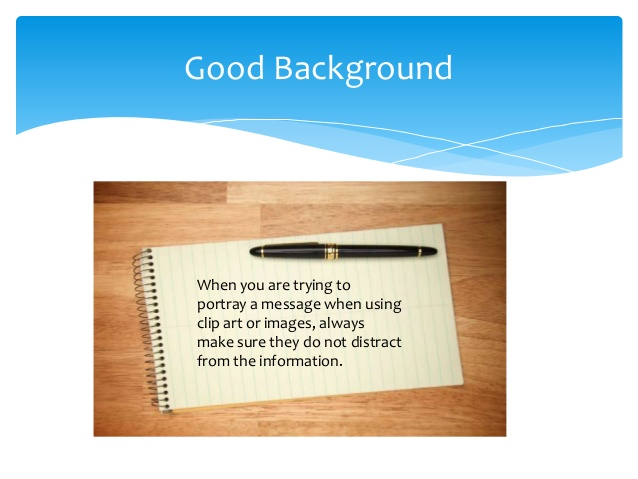 Good Background
When you are trying to
portray a message when using
clip art or images, always
make sure they do not distract
from the information.